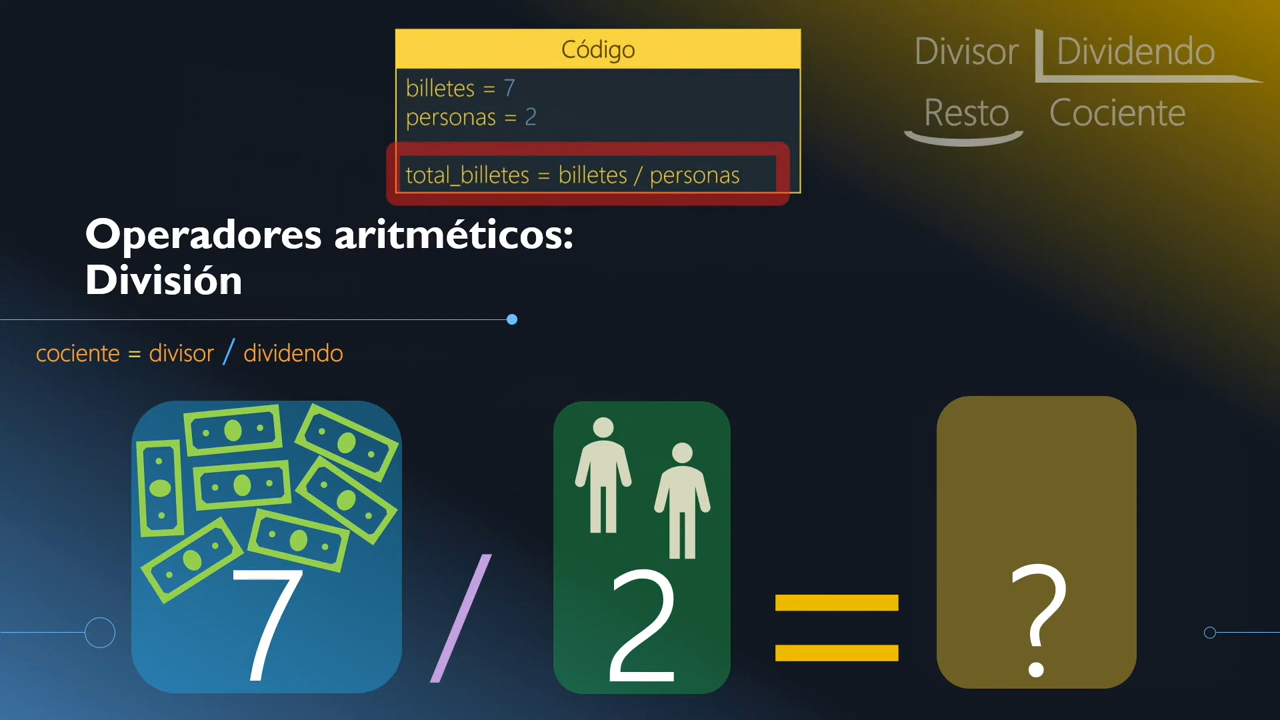 Código
billetes = 7
personas = 2
total_billetes = billetes / personas
Divisor Dividendo
Resto Cociente
Operadores aritméticos:
División
cociente = divisor / dividendo
7 / 2 = ?